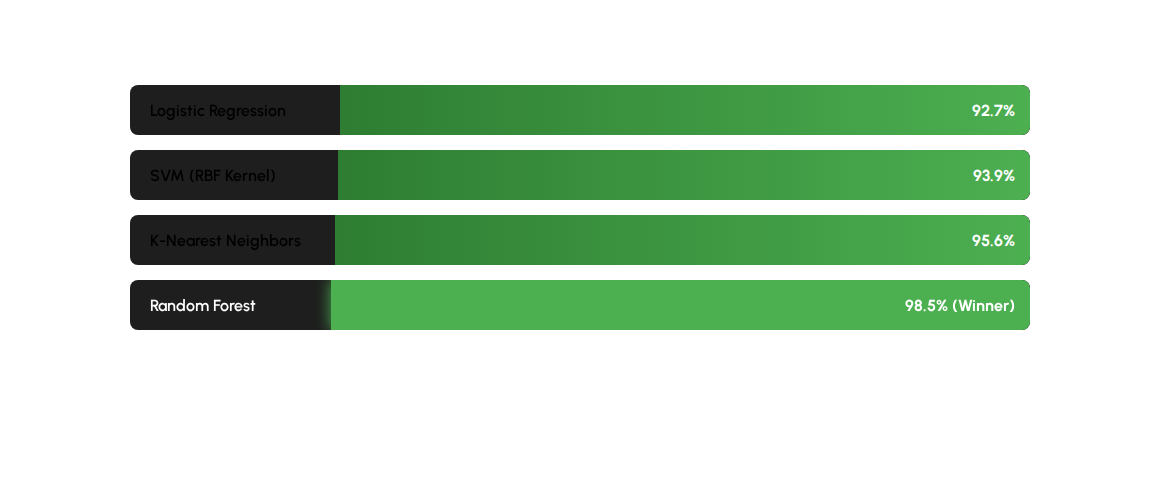 Logistic Regression 92.7%
SVM (RBF Kernel) 93.9%
K-Nearest Neighbors 95.6%
Random Forest 98.5% (Winner)